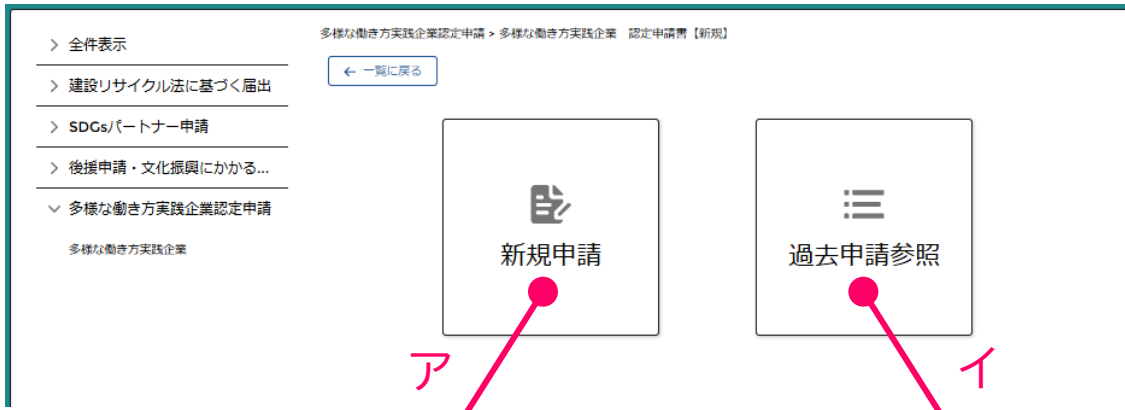 全件表示
建設リサイクル法に基づく届出
SDGsパートナー申請
後援申請・文化振興にかかる...
多様な働き方実践企業認定申請
多様な働き方実践企業
多様な働き方実践企業認定申請 > 多様な働き方実践企業　認定申請書【新規】
← 一覧に戻る
新規申請
過去申請参照
ア
イ